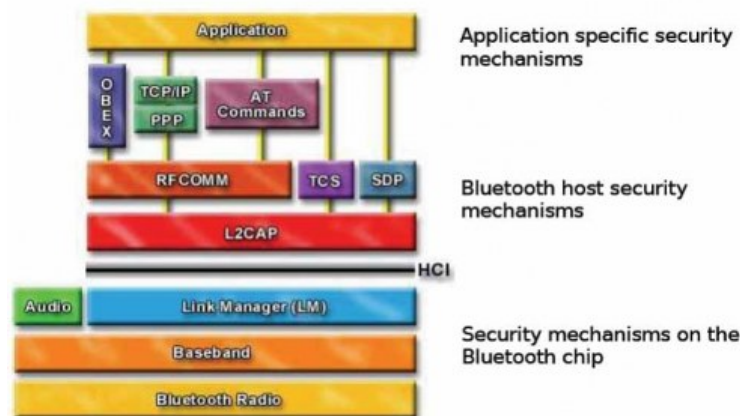 Application
Application specific security
mechanisms
OBEX
TCP/IP
PPP
AT
Commands
RFCOMM
TCS
SDP
Bluetooth host security
mechanisms
L2CAP
HCI
Audio
Link Manager (LM)
Baseband
Security mechanisms on the
Bluetooth chip
Bluetooth Radio